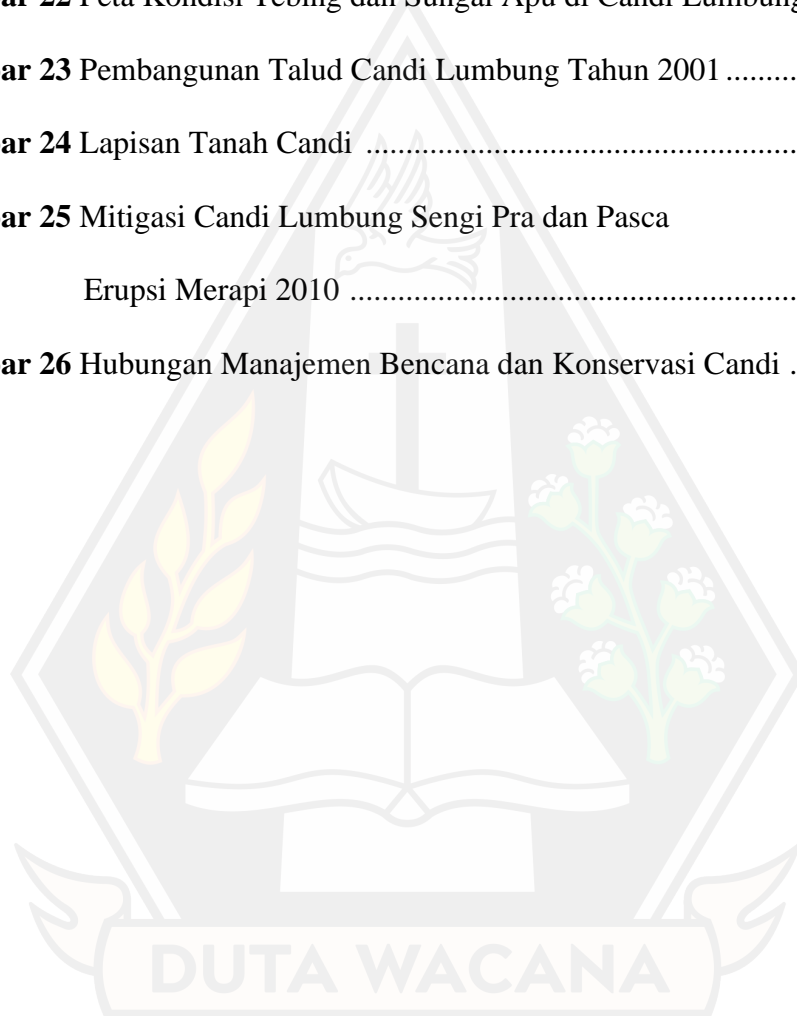 ar 22 Peta Kondisi Tebing dan Sungai Apu di Candi Lumbung
ar 23 Pembangunan Talud Candi Lumbung Tahun 2001 .........
ar 24 Lapisan Tanah Candi ......................................................
ar 25 Mitigasi Candi Lumbung Sengi Pra dan Pasca
Erupsi Merapi 2010 ........................................................
ar 26 Hubungan Manajemen Bencana dan Konservasi Candi .
DUTA WACANA